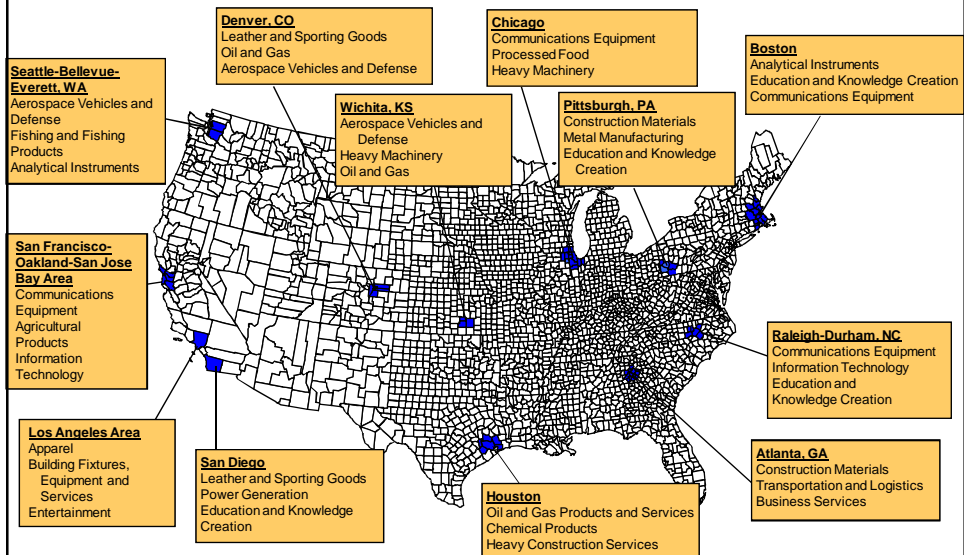 Denver, CO
Leather and Sporting Goods
Oil and Gas
Aerospace Vehicles and Defense
Chicago
Communications Equipment
Processed Food
Heavy Machinery
Boston
Analytical Instruments
Education and Knowledge Creation
Communications Equipment
Seattle-Bellevue-
Everett, WA
Aerospace Vehicles and
Defense
Fishing and Fishing
Products
Analytical Instruments
Wichita, KS
Aerospace Vehicles and
Defense
Heavy Machinery
Oil and Gas
Pittsburgh, PA
Construction Materials
Metal Manufacturing
Education and Knowledge
Creation
San Francisco-
Oakland-San Jose
Bay Area
Communications
Equipment
Agricultural
Products
Information
Technology
Raleigh-Durham, NC
Communications Equipment
Information Technology
Education and
Knowledge Creation
Los Angeles Area
Apparel
Building Fixtures,
Equipment and
Services
Entertainment
San Diego
Leather and Sporting Goods
Power Generation
Education and Knowledge
Creation
Houston
Oil and Gas Products and Services
Chemical Products
Heavy Construction Services
Atlanta, GA
Construction Materials
Transportation and Logistics
Business Services